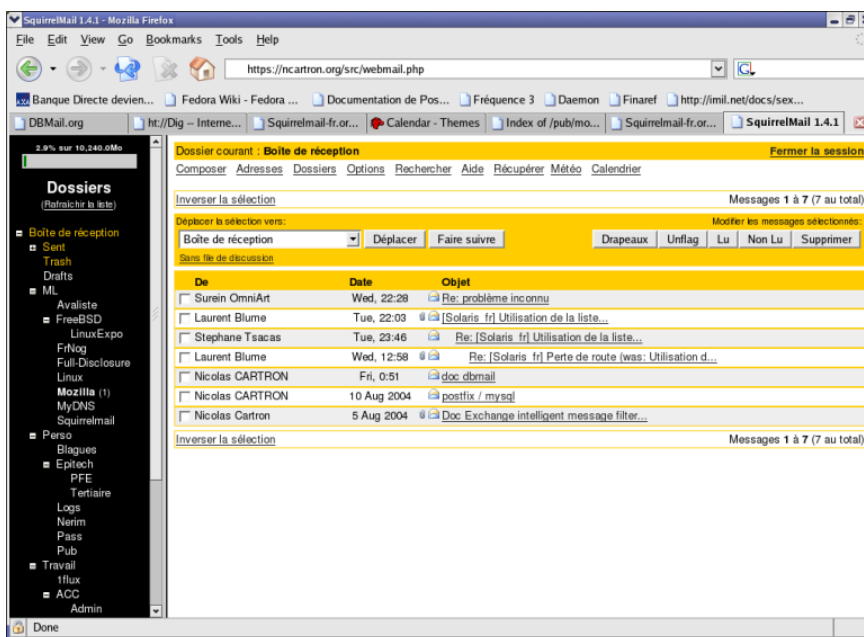 SquirrelMail 1.4.1 - Mozilla Firefox
File Edit View Go Bookmarks Tools Help
https://ncartron.org/src/webmail.php
Banque Directe devien... Fedora Wiki - Fedora ... Documentation de Pos... Fréquence 3 Daemon Finaref http://imil.net/docs/sex...
DBMail.org ht://Dig -- Interne... Squirrelmail-fr.or... Calendar - Themes Index of /pub/mo... Squirrelmail-fr.or... SquirrelMail 1.4.1
2.9% sur 10,240.0Mo
Dossiers
(Rafraîchir la liste)
Boîte de réception
Sent
Trash
Drafts
ML
Avaliste
FreeBSD
LinuxExpo
FrNog
Full-Disclosure
Linux
Mozilla (1)
MyDNS
Squirrelmail
Perso
Blagues
Epitech
PFE
Tertiaire
Logs
Nerim
Pass
Pub
Travail
1flux
ACC
Admin
Dossier courant : Boîte de réception Fermer la session
Composer Adresses Dossiers Options Rechercher Aide Récupérer Météo Calendrier
Inverser la sélection Messages 1 à 7 (7 au total)
Déplacer la sélection vers: Modifier les messages sélectionnés:
Boîte de réception Déplacer Faire suivre Drapeaux Unflag Lu Non Lu Supprimer
Sans file de discussion
De Date Objet
Surein OmniArt Wed, 22:28 Re: problème inconnu
Laurent Blume Tue, 22:03 [Solaris fr] Utilisation de la liste...
Stephane Tsacas Tue, 23:46 Re: [Solaris fr] Utilisation de la liste...
Laurent Blume Wed, 12:58 Re: [Solaris fr] Perte de route (was: Utilisation d...
Nicolas CARTRON Fri, 0:51 doc dbmail
Nicolas CARTRON 10 Aug 2004 postfix / mysql
Nicolas Cartron 5 Aug 2004 Doc Exchange intelligent message filter...
Inverser la sélection Messages 1 à 7 (7 au total)
Done